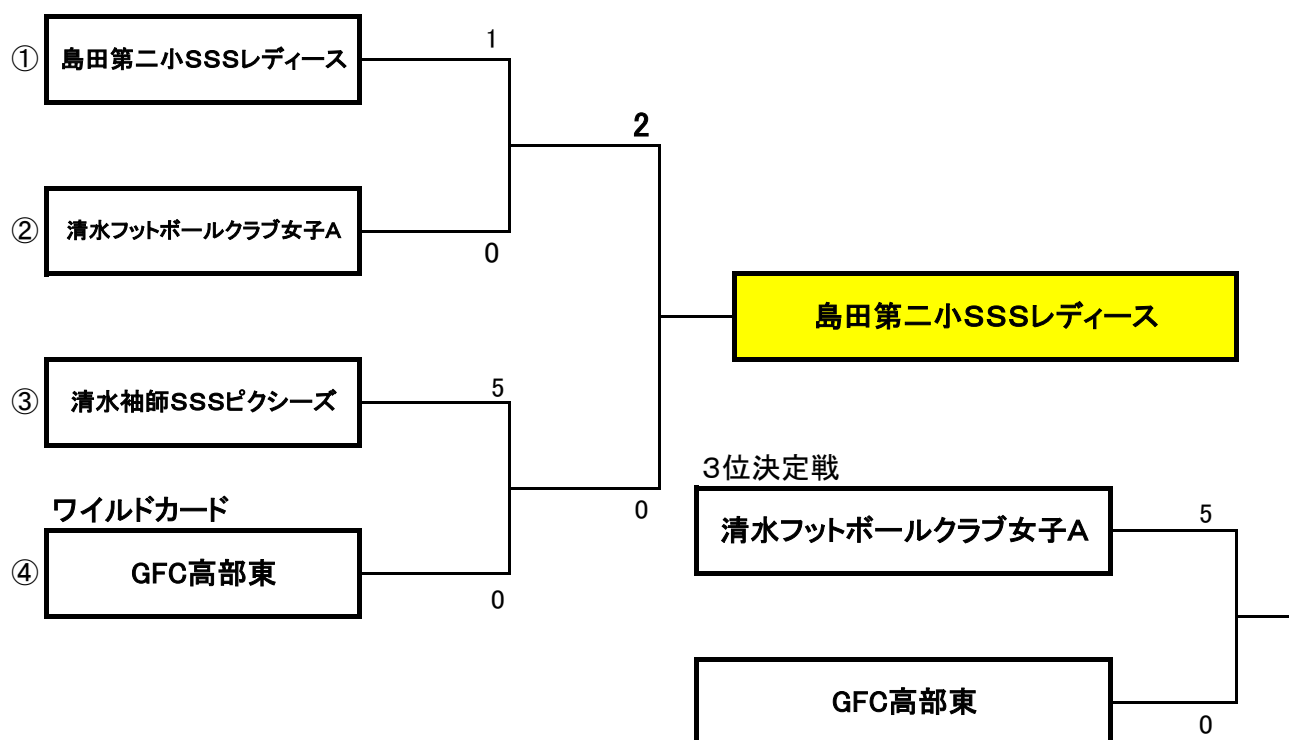 1
① 島田第二小SSSレディース
2
② 清水フットボールクラブ女子A
0
島田第二小SSSレディース
5
③ 清水袖師SSSピクシーズ
3位決定戦
ワイルドカード
0
清水フットボールクラブ女子A
5
④ GFC高部東
0
GFC高部東
0